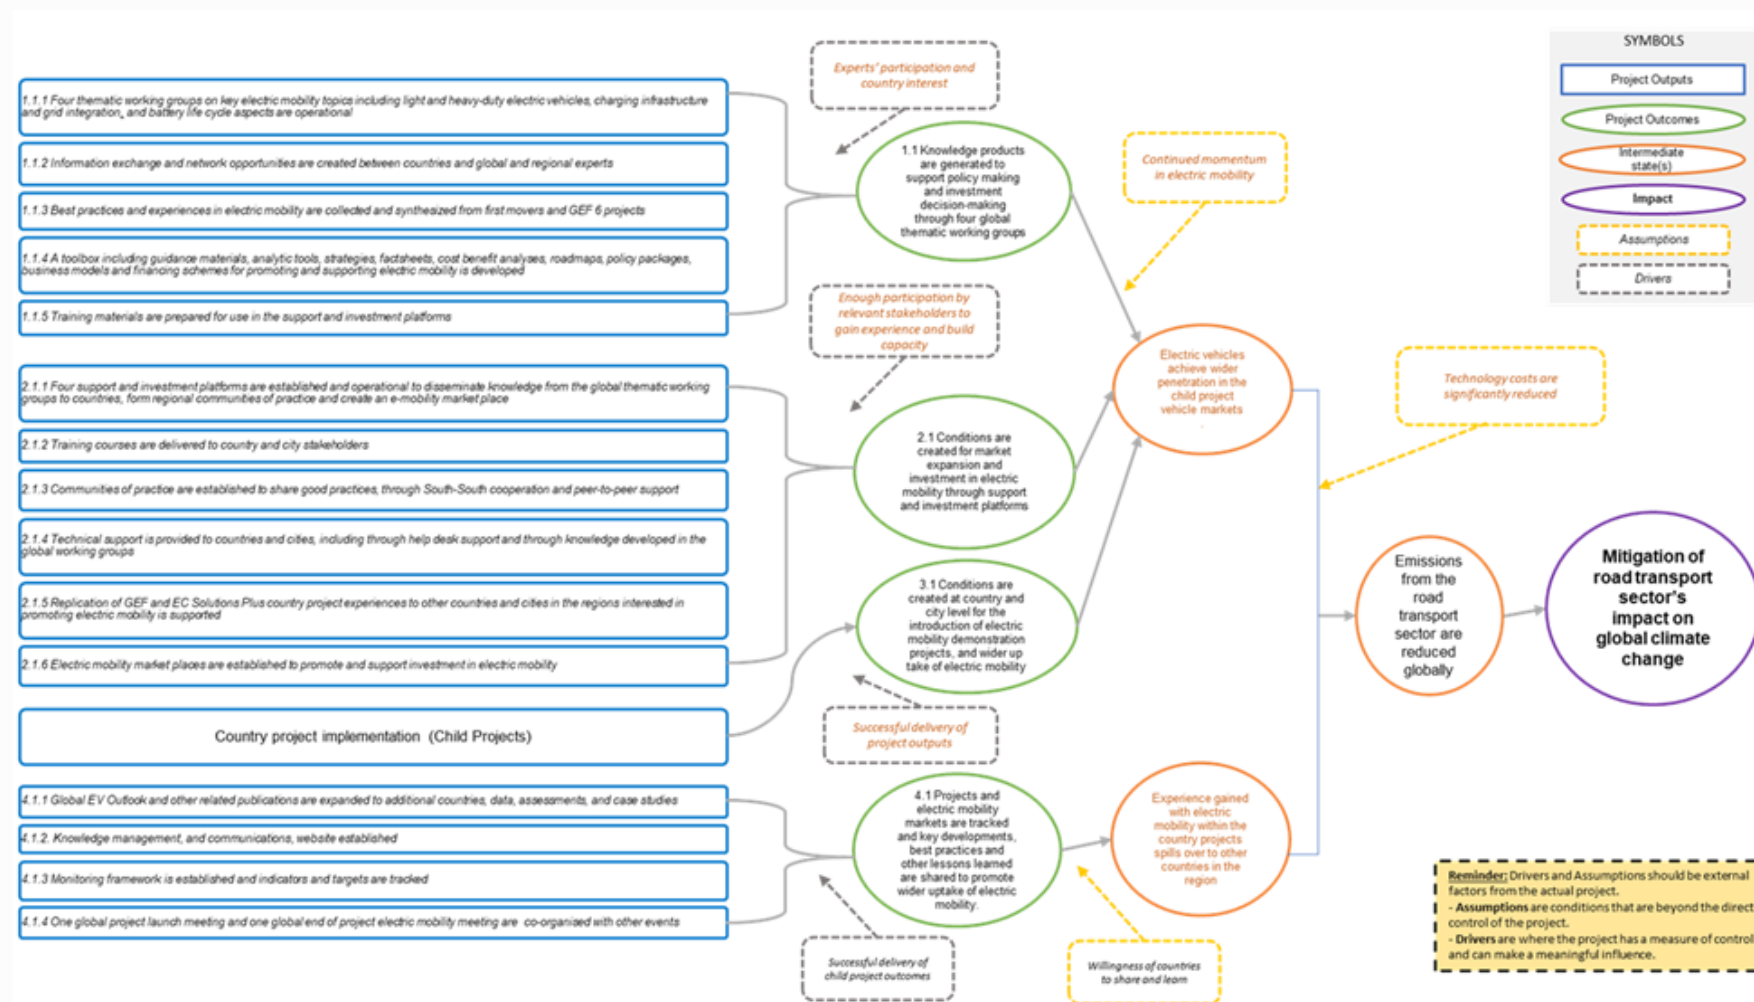 1.1.1 Four thematic working groups on key electric mobility topics including light and heavy-duty electric vehicles, charging infrastructure
and grid integration, and battery life cycle aspects are operational
1.1.2 Information exchange and network opportunities are created between countries and global and regional experts
1.1.3 Best practices and experiences in electric mobility are collected and synthesized from first movers and GEF 6 projects
1.1.4 A toolbox including guidance materials, analytic tools, strategies, factsheets, cost benefit analyses, roadmaps, policy packages,
business models and financing schemes for promoting and supporting electric mobility is developed
1.1.5 Training materials are prepared for use in the support and investment platforms
2.1.1 Four support and investment platforms are established and operational to disseminate knowledge from the global thematic working
groups to countries, form regional communities of practice and create an e-mobility market place
2.1.2 Training courses are delivered to country and city stakeholders
2.1.3 Communities of practice are established to share good practices, through South-South cooperation and peer-to-peer support
2.1.4 Technical support is provided to countries and cities, including through help desk support and through knowledge developed in the
global working groups
2.1.5 Replication of GEF and EC Solutions Plus country project experiences to other countries and cities in the regions interested in
promoting electric mobility is supported
2.1.6 Electric mobility market places are established to promote and support investment in electric mobility
Country project implementation (Child Projects)
4.1.1 Global EV Outlook and other related publications are expanded to additional countries, data, assessments, and case studies
4.1.2. Knowledge management, and communications, website established
4.1.3 Monitoring framework is established and indicators and targets are tracked
4.1.4 One global project launch meeting and one global end of project electric mobility meeting are co-organised with other events
Experts' participation and
country interest
1.1 Knowledge products
are generated to
support policy making
and investment
decision-making
through four global
thematic working groups
Enough participation by
relevant stakeholders to
gain experience and build
capacity
2.1 Conditions are
created for market
expansion and
investment in electric
mobility through support
and investment platforms
3.1 Conditions are
created at country and
city level for the
introduction of electric
mobility demonstration
projects, and wider up
take of electric mobility
Successful delivery of
project outputs
4.1 Projects and
electric mobility
markets are tracked
and key developments,
best practices and
other lessons learned
are shared to promote
wider uptake of electric
mobility.
Successful delivery of
child project outcomes
Continued momentum
in electric mobility
Electric vehicles
achieve wider
penetration in the
child project
vehicle markets
.
Experience gained
with electric
mobility within the
country projects
spills over to other
countries in the
region
Willingness of countries
to share and learn
Technology costs are
significantly reduced
Emissions
from the
road
transport
sector are
reduced
globally
Mitigation of
road transport
sector's
impact on
global climate
change
SYMBOLS
Project Outputs
Project Outcomes
Intermediate
state(s)
Impact
Assumptions
Drivers
Reminder: Drivers and Assumptions should be external
factors from the actual project.
- Assumptions are conditions that are beyond the direct
control of the project.
- Drivers are where the project has a measure of control
and can make a meaningful influence.